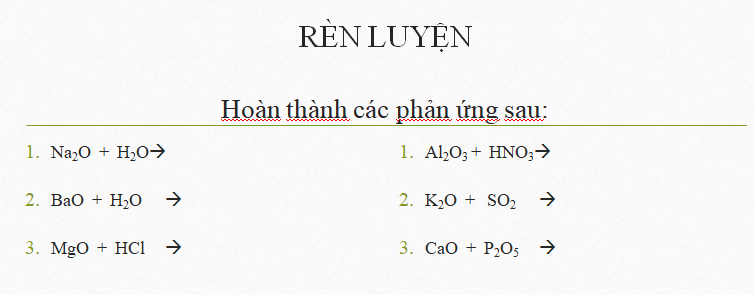 RÈN LUYỆN
Hoàn thành các phản ứng sau:
1. Na₂O + H₂O→
2. BaO + H₂O →
3. MgO + HCl →
1. Al₂O₃ + HNO₃→
2. K₂O + SO₂ →
3. CaO + P₂O₅ →